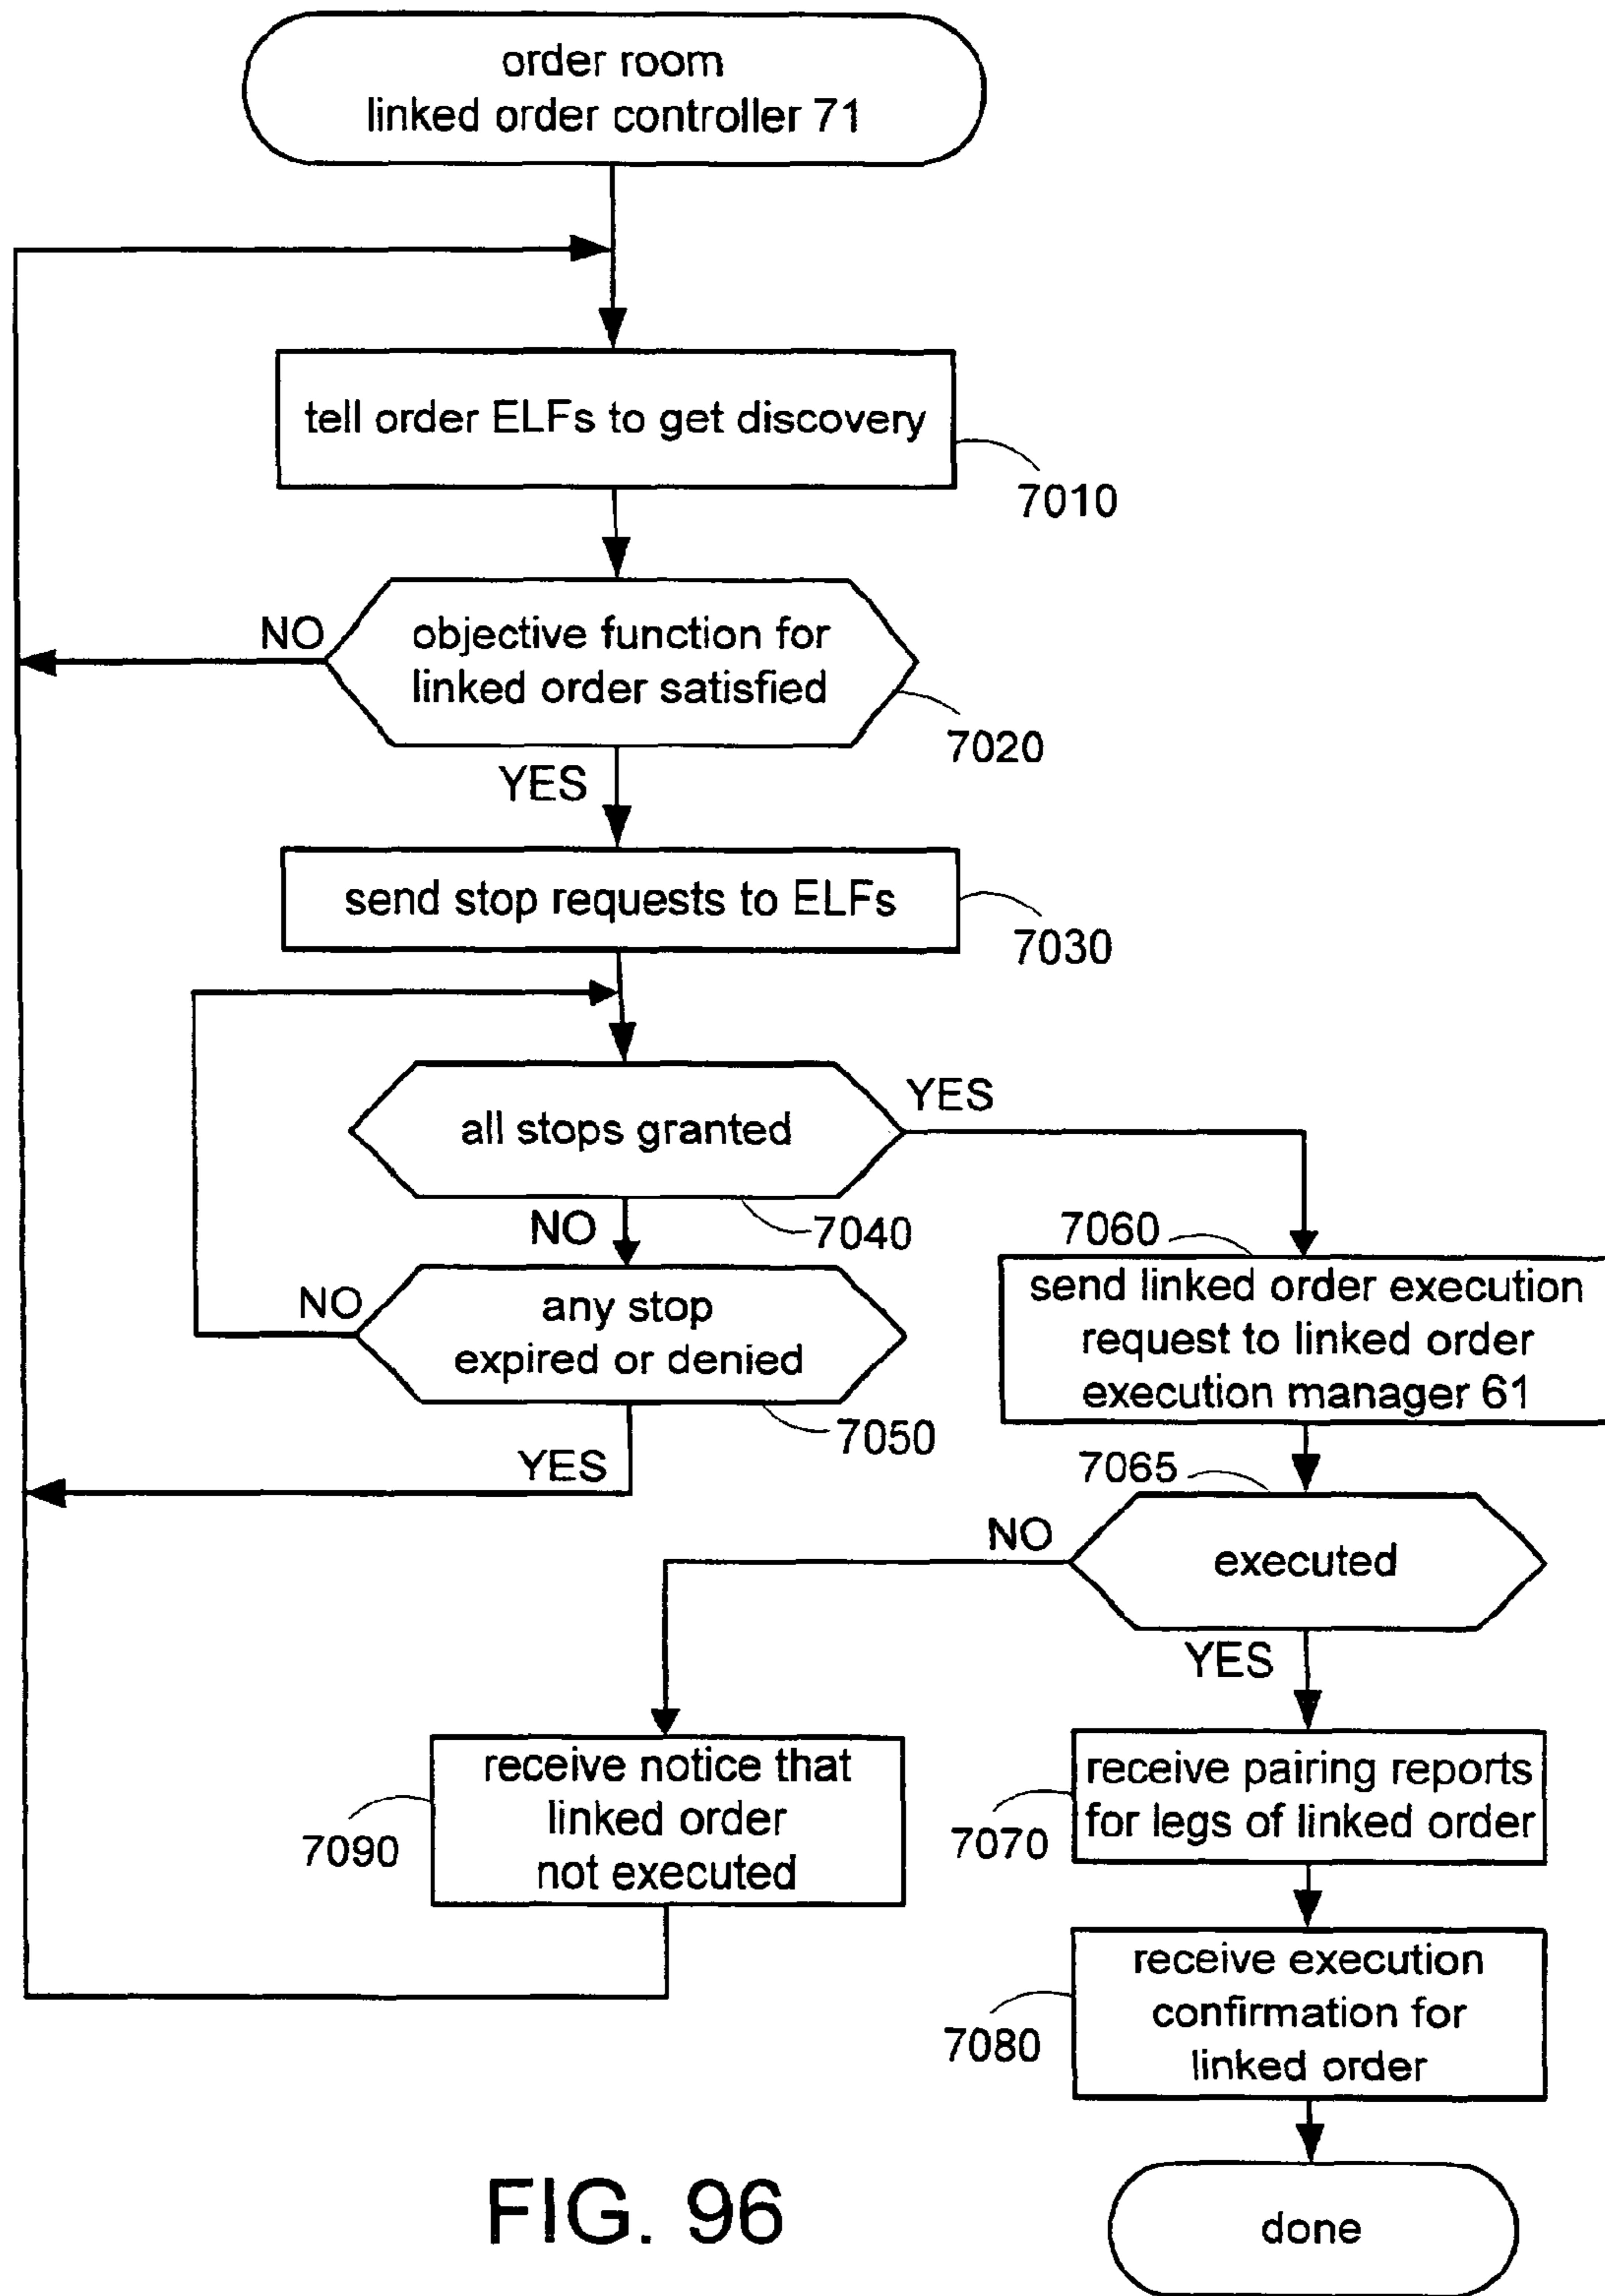 order room
linked order controller 71
tell order ELFs to get discovery
7010
NO
objective function for
linked order satisfied
7020
YES
send stop requests to ELFs
7030
all stops granted
YES
NO
7040
7060
send linked order execution
request to linked order
execution manager 61
NO
any stop
expired or denied
7050
YES
7065
NO
executed
YES
receive notice that
linked order
not executed
7090
receive pairing reports
for legs of linked order
7070
receive execution
confirmation for
linked order
7080
done
FIG. 96